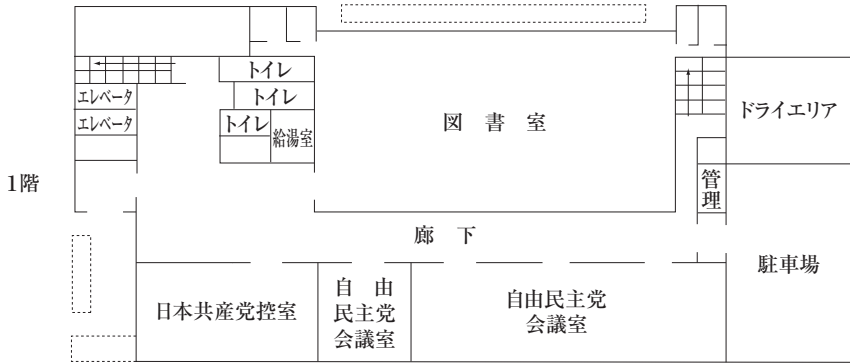 トイレ
エレベータ
トイレ
ドライエリア
エレベータ
トイレ
給湯室
図 書 室
1階
管
理
廊 下
駐車場
日本共産党控室
自 由
民主党
会議室
自由民主党
会議室